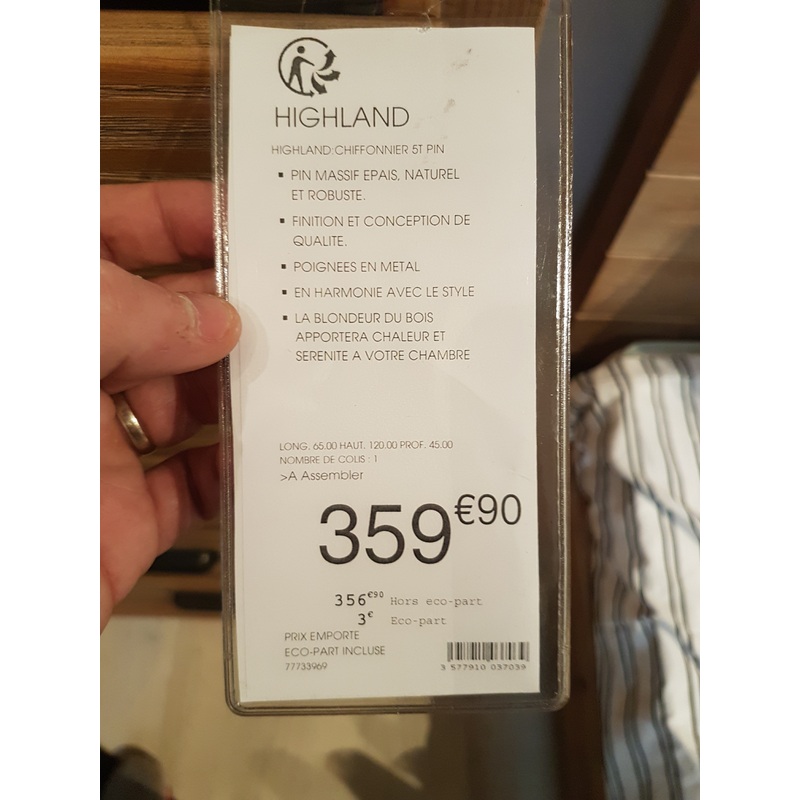 HIGHLAND
HIGHLAND:CHIFFONNIER 5T PIN
▪ PIN MASSIF EPAIS, NATUREL
ET ROBUSTE.
▪ FINITION ET CONCEPTION DE
QUALITE.
▪ POIGNEES EN METAL
▪ EN HARMONIE AVEC LE STYLE
▪ LA BLONDEUR DU BOIS
APPORTERA CHALEUR ET
SERENITE A VOTRE CHAMBRE
LONG. 65.00 HAUT. 120.00 PROF. 45.00
NOMBRE DE COLIS : 1
>A Assembler
359€90
356€90 Hors eco-part
3€ Eco-part
PRIX EMPORTE
ECO-PART INCLUSE
77733969
3 577910 037039